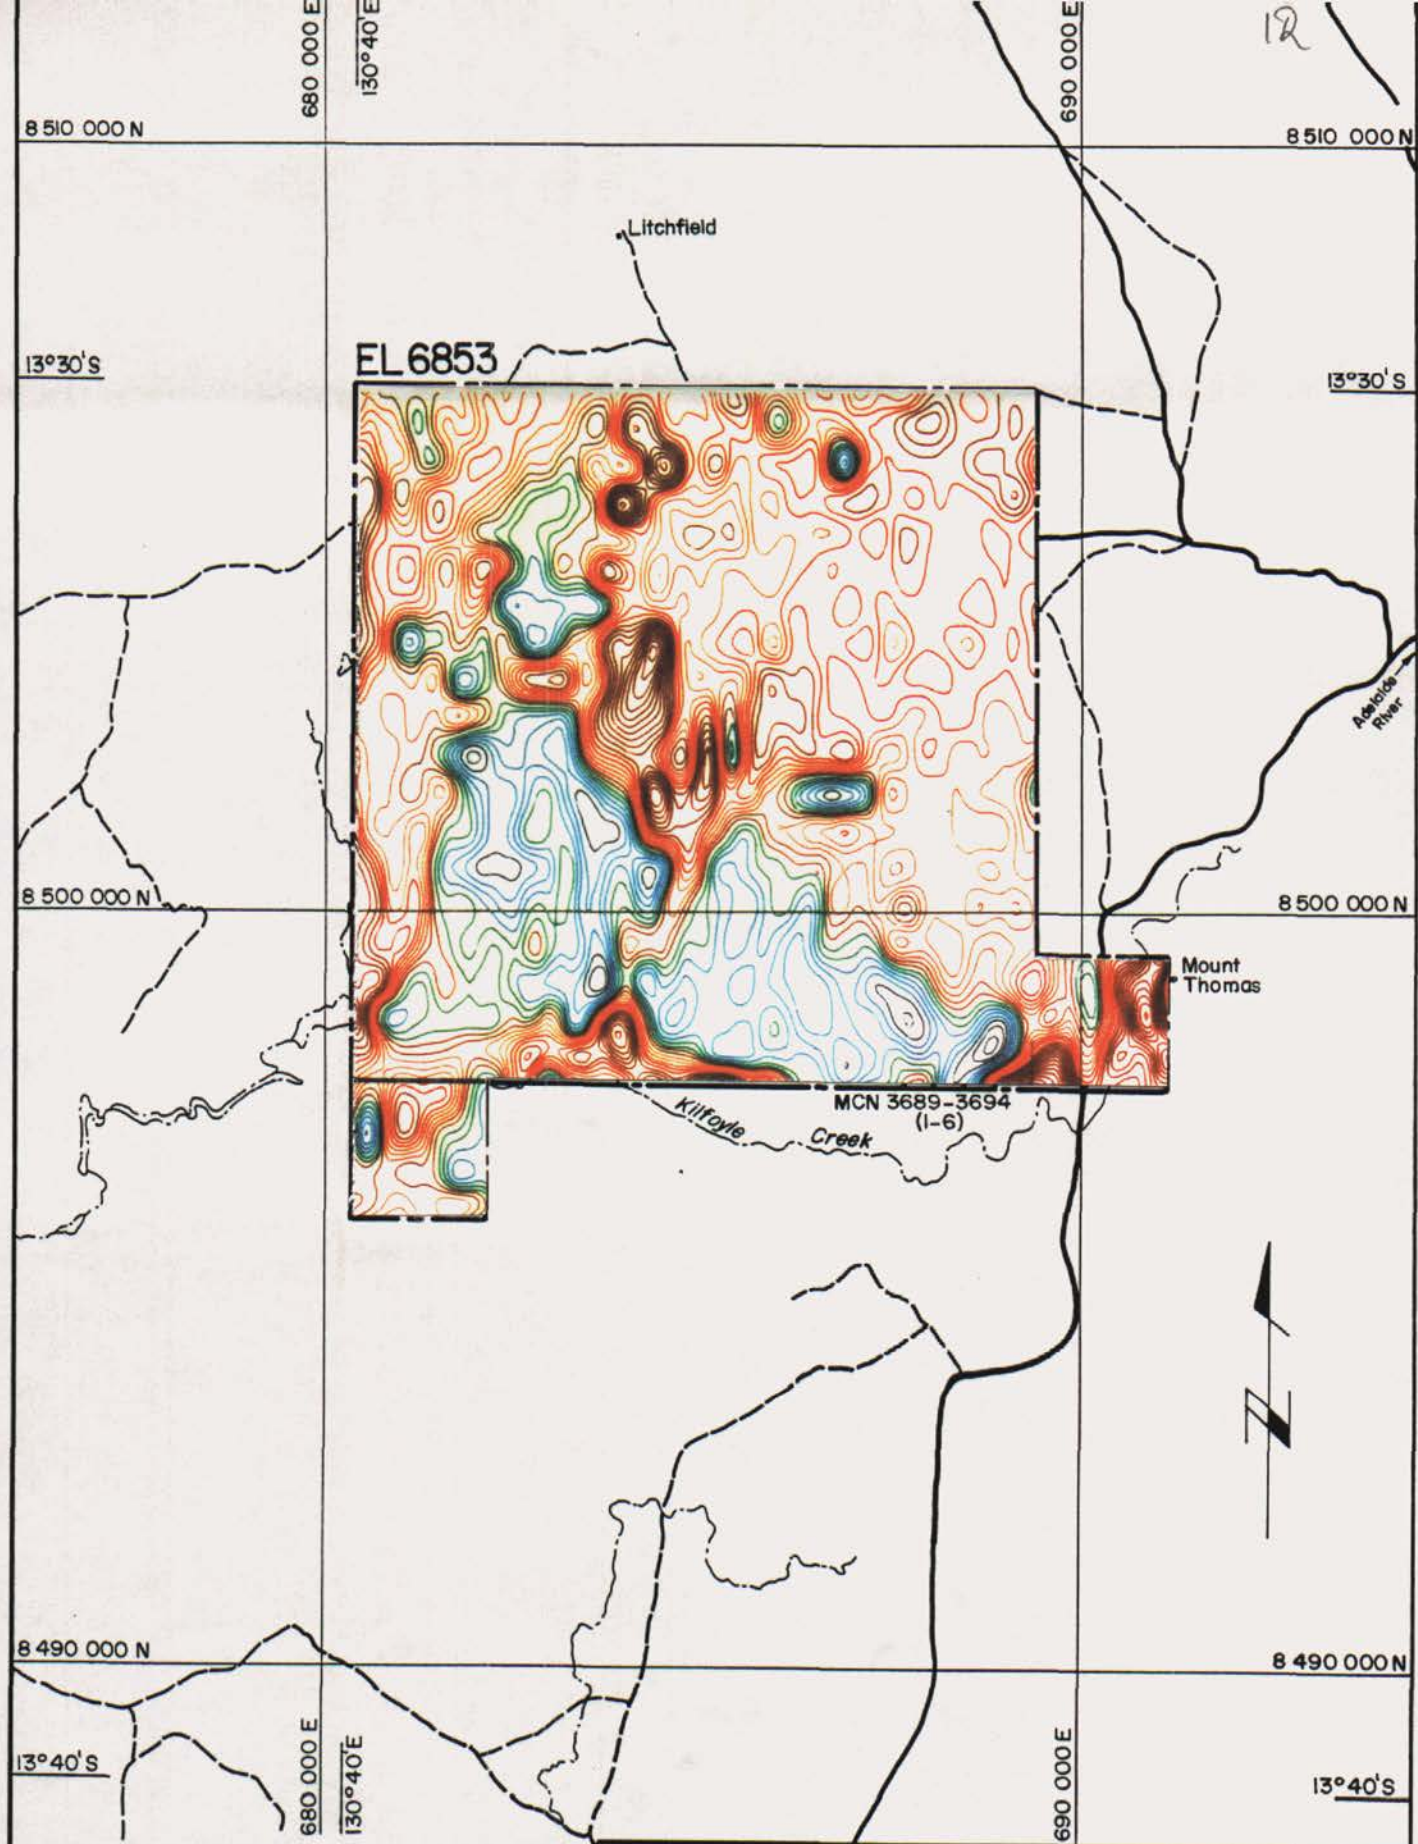 680 000 E
130°40'E
690 000 E
12
8 510 000 N
8 510 000 N
Litchfield
EL 6853
13°30'S
13°30'S
Adelaide
River
8 500 000 N
8 500 000 N
Mount
Thomas
MCN 3689-3694
(1-6)
Kilfoyle Creek
N
8 490 000 N
8 490 000 N
13°40'S
13°40'S
680 000 E
130°40'E
690 000 E